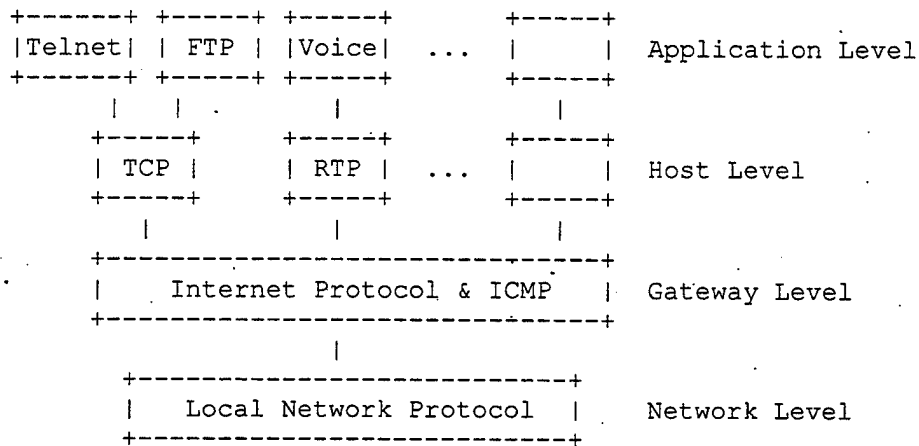 Telnet FTP Voice ... Application Level
TCP RTP ... Host Level
Internet Protocol & ICMP Gateway Level
Local Network Protocol Network Level